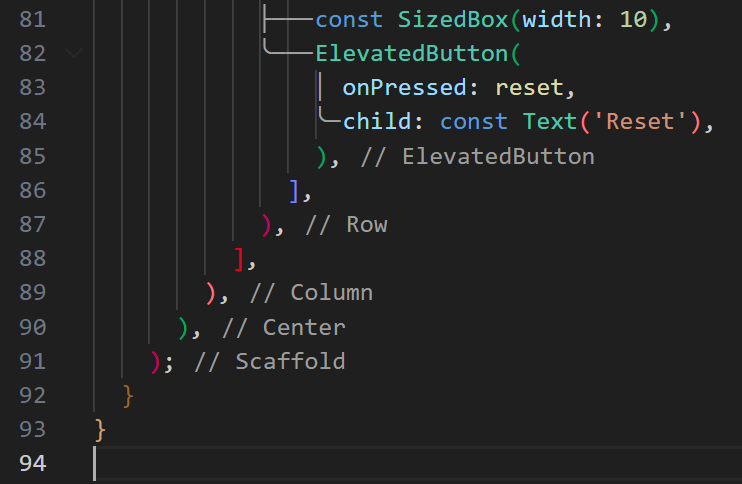 81 const SizedBox(width: 10),
82 ElevatedButton(
83 onPressed: reset,
84 child: const Text('Reset'),
85 ), // ElevatedButton
86 ],
87 ), // Row
88 ],
89 ), // Column
90 ), // Center
91 ); // Scaffold
92 }
93 }
94